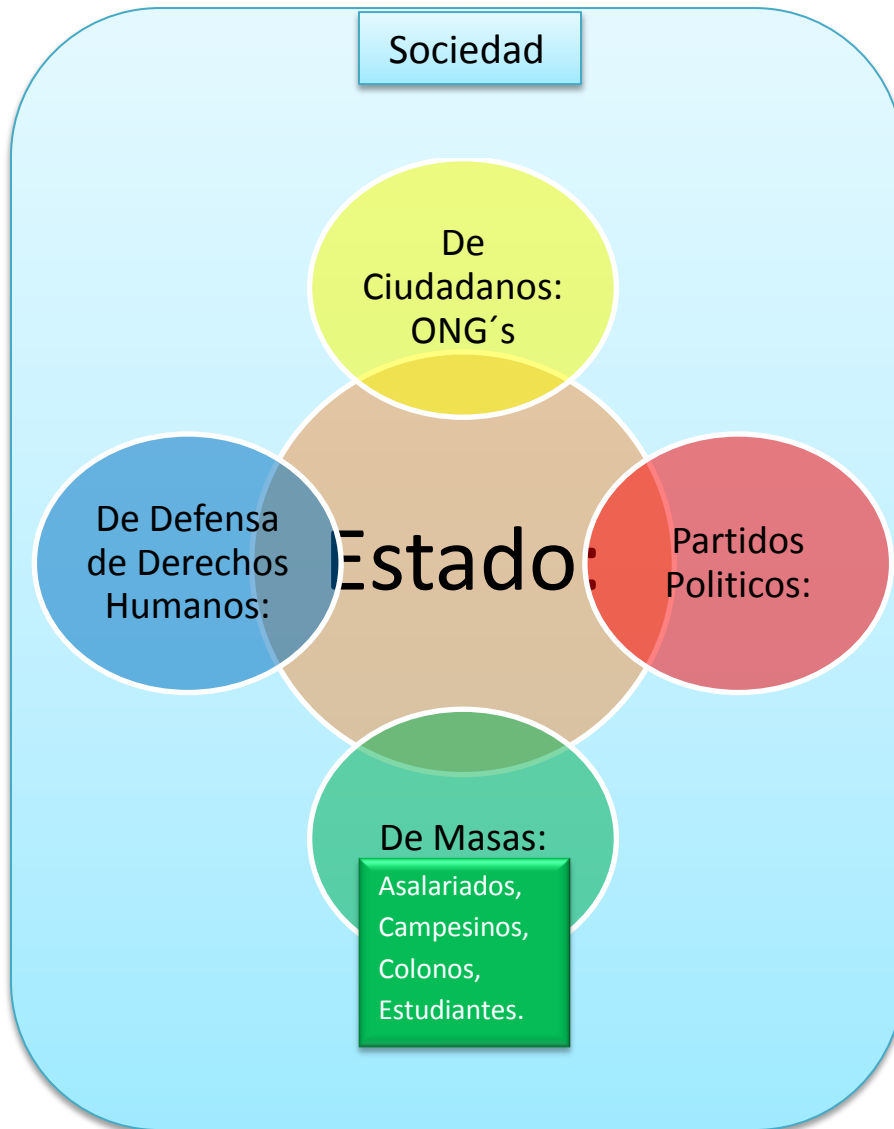 Sociedad
De
Ciudadanos:
ONG´s
De Defensa
de Derechos
Humanos:
Estado:
Partidos
Politicos:
De Masas:
Asalariados,
Campesinos,
Colonos,
Estudiantes.